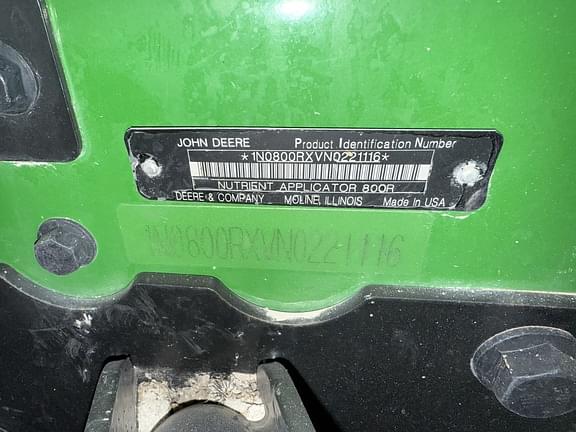 JOHN DEERE Product Identification Number
*1N0800RXVN0221116*
NUTRIENT APPLICATOR 800R
DEERE & COMPANY MOLINE, ILLINOIS Made in USA
1N0800RXVN0221116